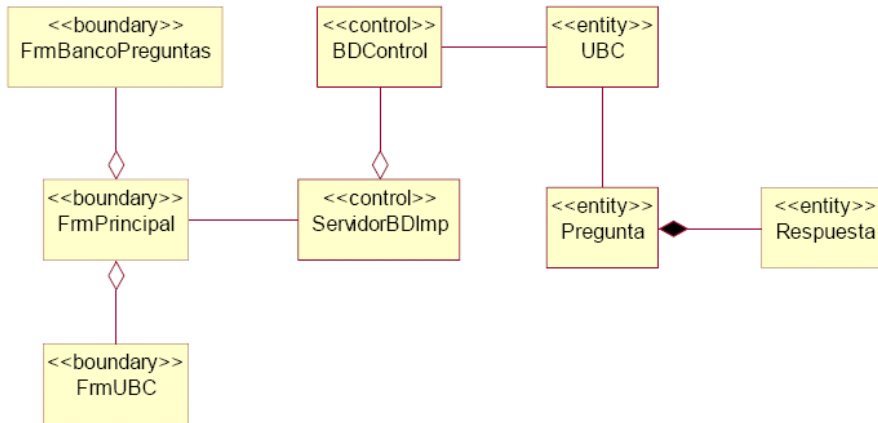 <<boundary>>
FrmBancoPreguntas
<<control>>
BDControl
<<entity>>
UBC
<<boundary>>
FrmPrincipal
<<control>>
ServidorBDImp
<<entity>>
Pregunta
<<entity>>
Respuesta
<<boundary>>
FrmUBC